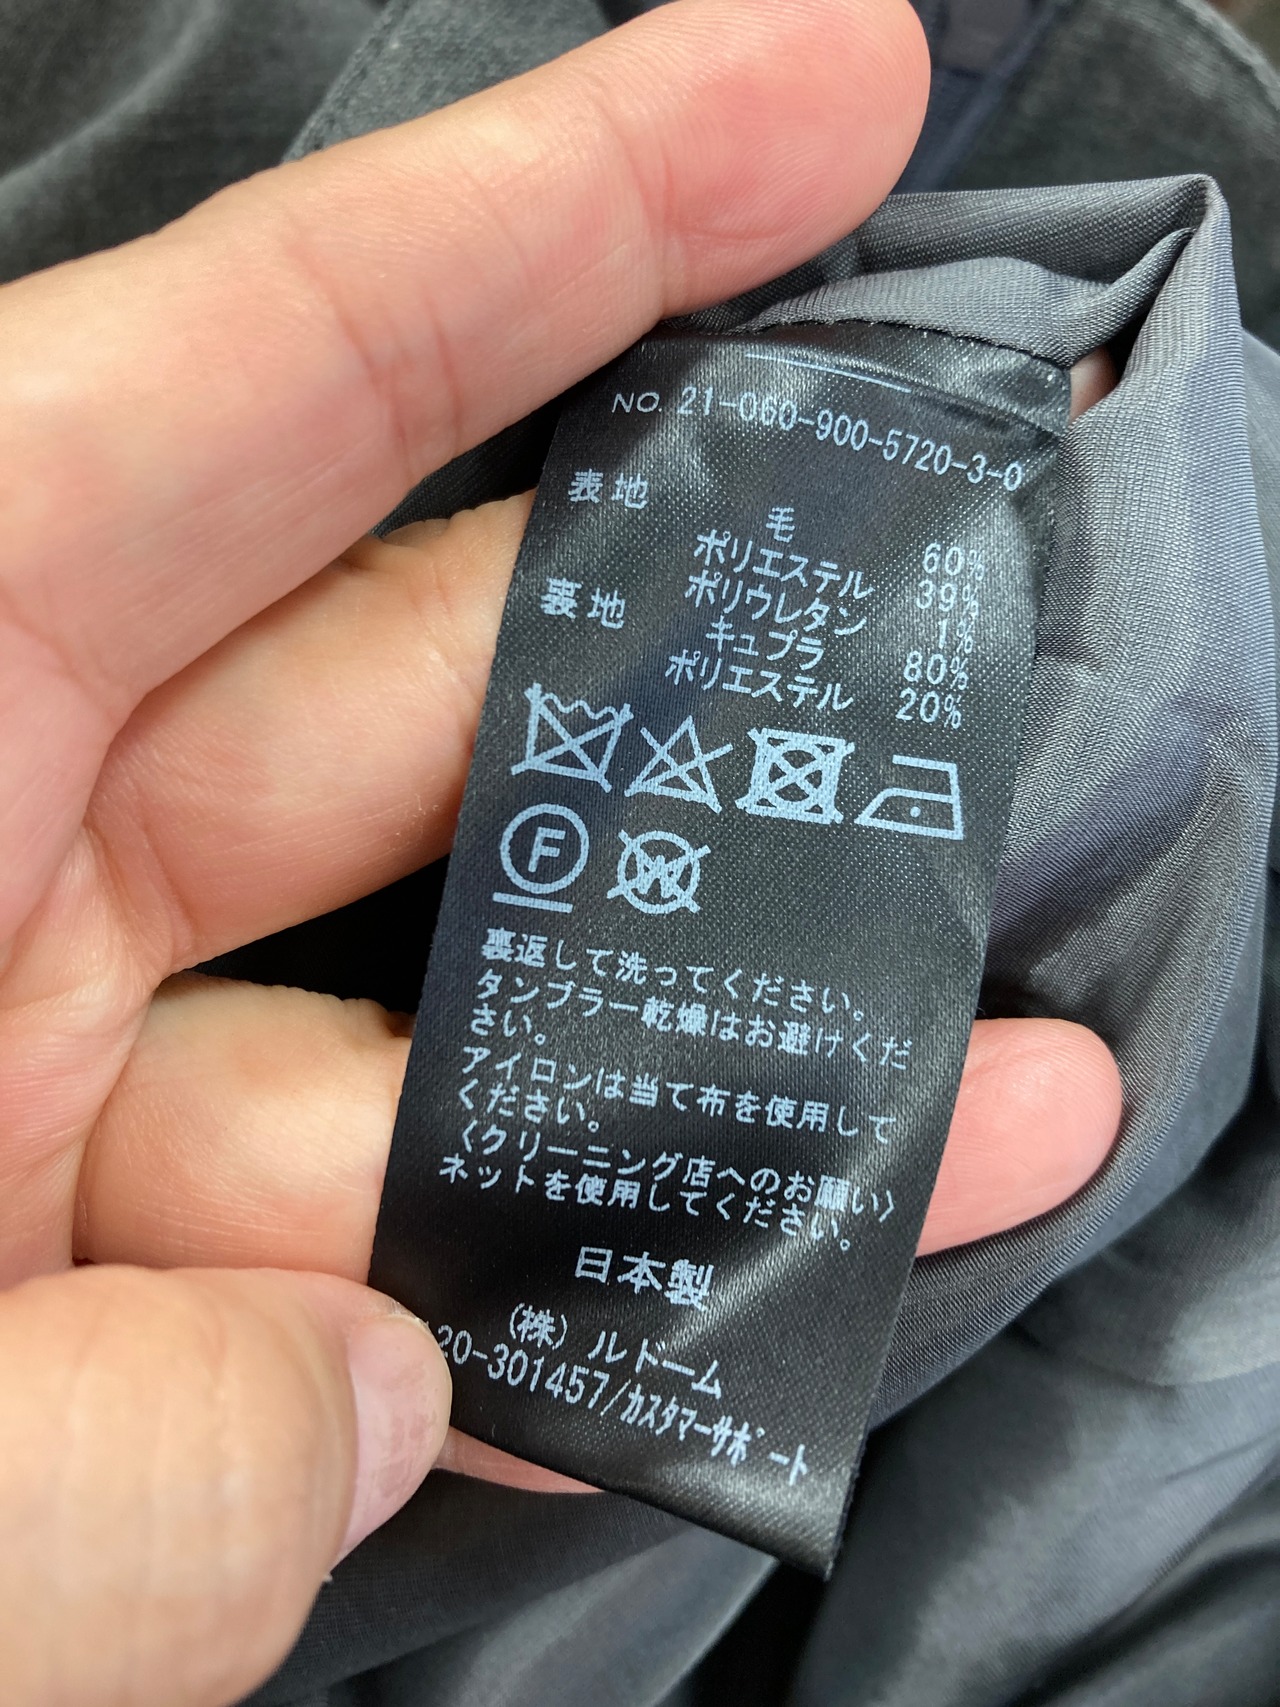 NO. 21-060-900-5720-3-0
表地
毛 60%
ポリエステル 39%
ポリウレタン 1%
裏地
キュプラ 80%
ポリエステル 20%
F W
裏返して洗ってください。
タンブラー乾燥はお避けくだ
さい。
アイロンは当て布を使用して
ください。
〈クリーニング店へのお願い〉
ネットを使用してください。
日本製
(株)ルドーム
20-301457/カスタマーサポート